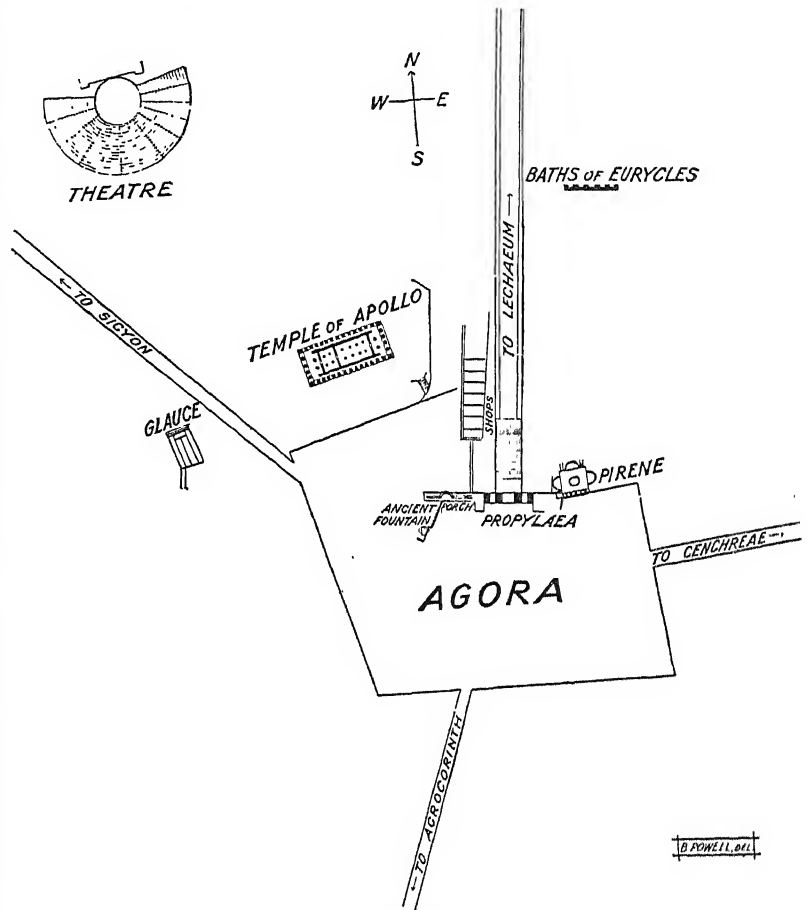 N
W E
S
THEATRE
BATHS OF EURYCLES
← TO SICYON
TEMPLE OF APOLLO
TO LECHAEUM →
GLAUCE
SHOPS
PIRENE
ANCIENT
FOUNTAIN
PORCH
PROPYLAEA
TO CENCHREAE →
AGORA
← TO AGROCORINTH
B POWELL, DEL.